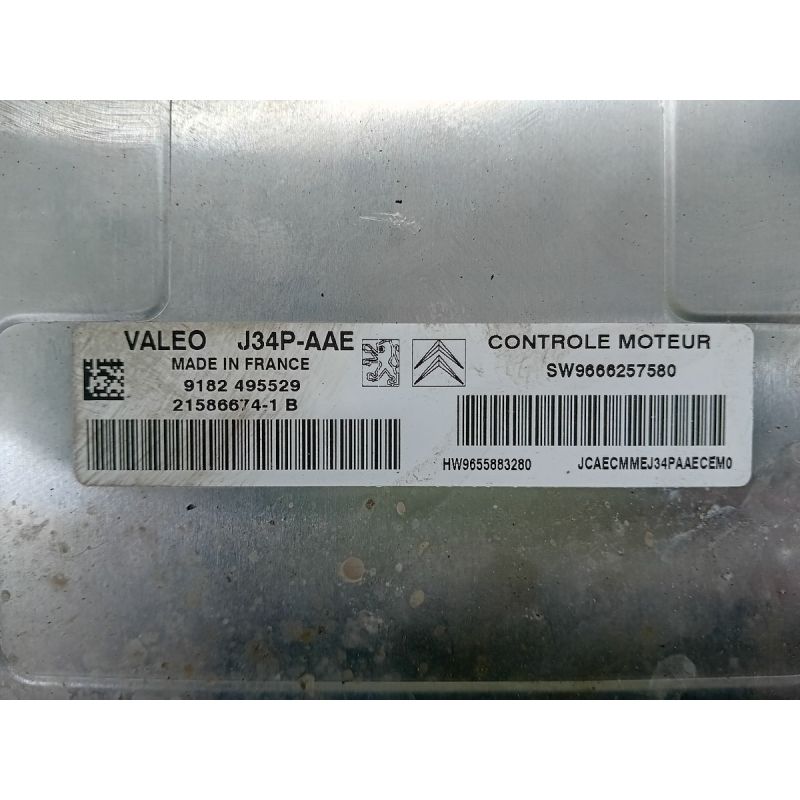 VALEO J34P-AAE
MADE IN FRANCE
9182 495529
21586674-1 B
CONTROLE MOTEUR
SW9666257580
HW9655883280 JCAECMMEJ34PAAECEM0